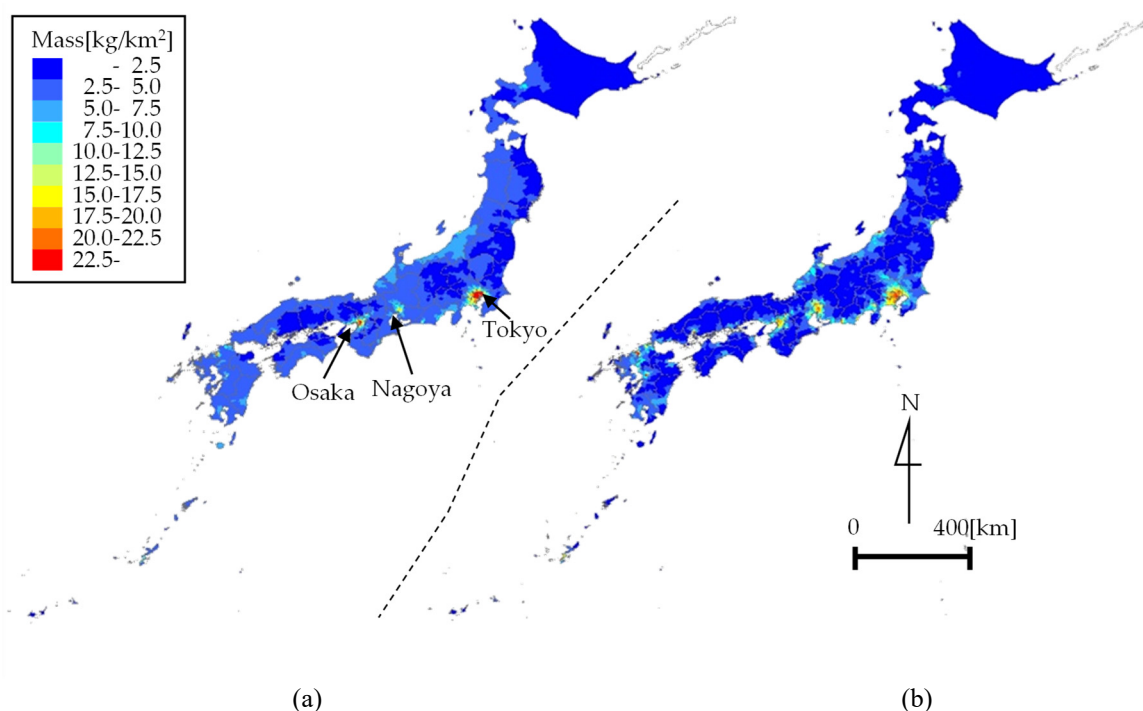 Mass[kg/km²]
- 2.5
2.5- 5.0
5.0- 7.5
7.5-10.0
10.0-12.5
12.5-15.0
15.0-17.5
17.5-20.0
20.0-22.5
22.5-
Tokyo
Osaka
Nagoya
N
0 400[km]
(a)
(b)